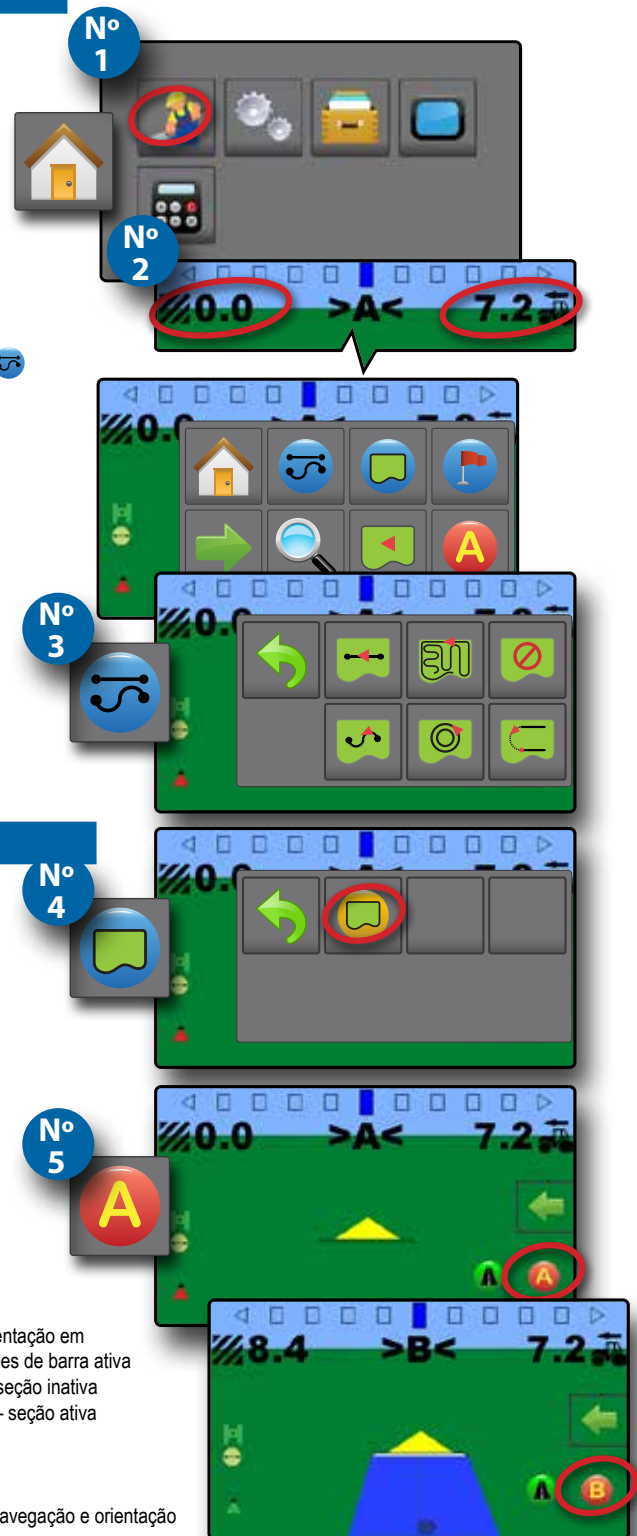 Nº
1
Nº
2
0.0 >A< 7.2
0.0
A
Nº
3
0.0
Nº
4
0.0
Nº
5
A
0.0 >A< 7.2
A
entação em
es de barra ativa
seção inativa
- seção ativa
8.4 >B< 7.2
B
avegação e orientação